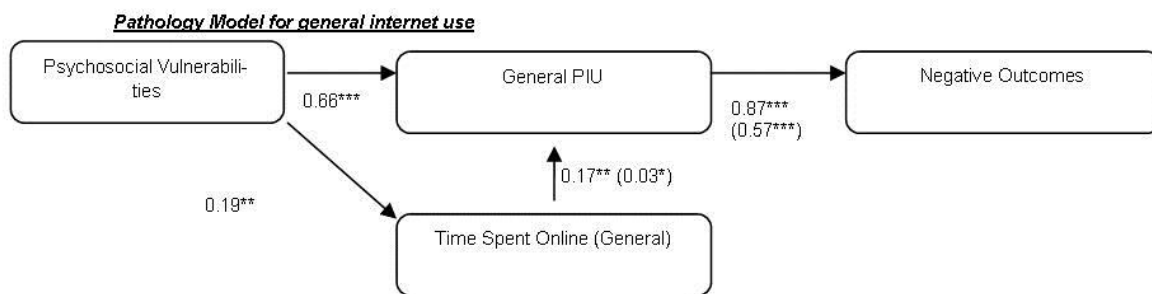 Pathology Model for general internet use
Psychosocial Vulnerabili-
ties
General PIU
Negative Outcomes
0.66***
0.87***
(0.57***)
0.17** (0.03*)
0.19**
Time Spent Online (General)